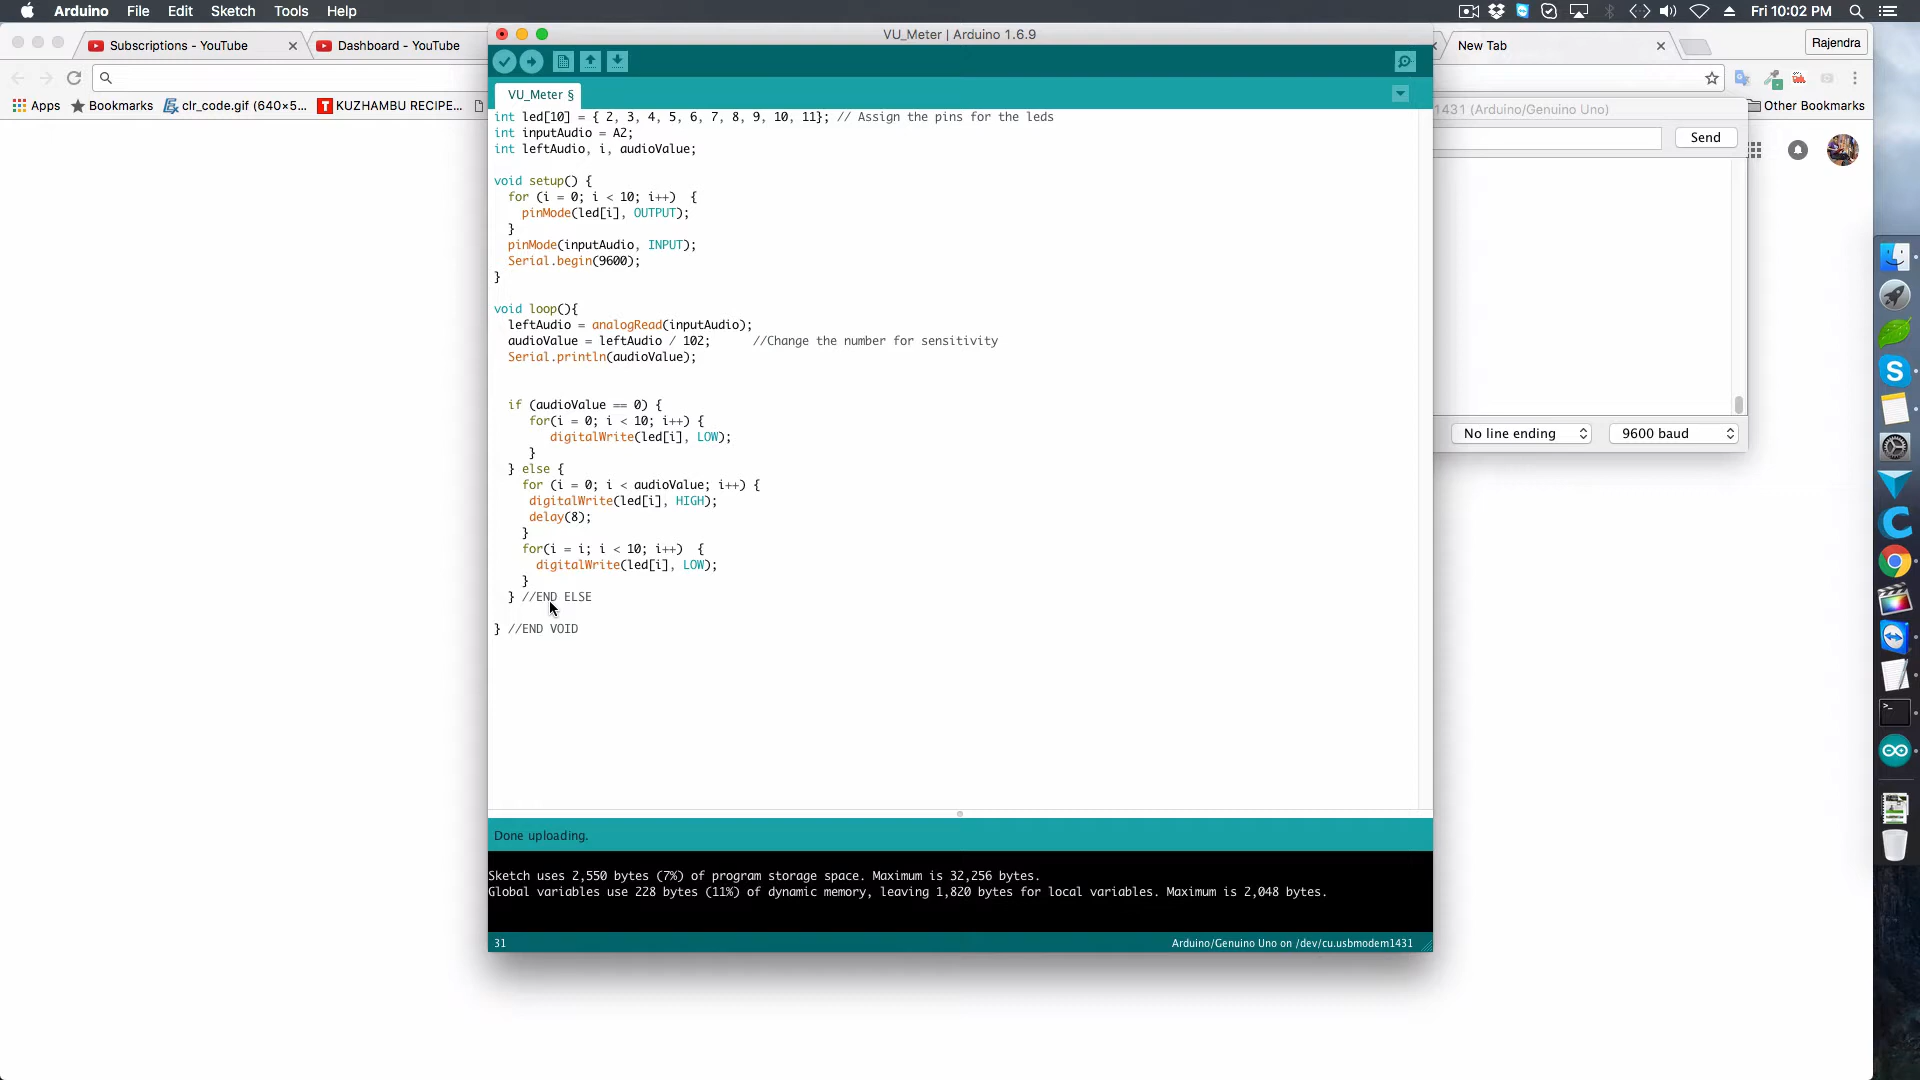 Arduino File Edit Sketch Tools Help Fri 10:02 PM
Subscriptions - YouTube Dashboard - YouTube VU_Meter | Arduino 1.6.9 New Tab Rajendra
Apps Bookmarks clr_code.gif (640×5... KUZHAMBU RECIPE... Other Bookmarks
VU_Meter §
1431 (Arduino/Genuino Uno)
Send
int led[10] = { 2, 3, 4, 5, 6, 7, 8, 9, 10, 11}; // Assign the pins for the leds
int inputAudio = A2;
int leftAudio, i, audioValue;
void setup() {
for (i = 0; i < 10; i++) {
pinMode(led[i], OUTPUT);
}
pinMode(inputAudio, INPUT);
Serial.begin(9600);
}
void loop(){
leftAudio = analogRead(inputAudio);
audioValue = leftAudio / 102; //Change the number for sensitivity
Serial.println(audioValue);
if (audioValue == 0) {
for(i = 0; i < 10; i++) {
digitalWrite(led[i], LOW);
}
} else {
for (i = 0; i < audioValue; i++) {
digitalWrite(led[i], HIGH);
delay(8);
}
for(i = i; i < 10; i++) {
digitalWrite(led[i], LOW);
}
} //END ELSE
} //END VOID
No line ending 9600 baud
Done uploading.
Sketch uses 2,550 bytes (7%) of program storage space. Maximum is 32,256 bytes.
Global variables use 228 bytes (11%) of dynamic memory, leaving 1,820 bytes for local variables. Maximum is 2,048 bytes.
31 Arduino/Genuino Uno on /dev/cu.usbmodem1431